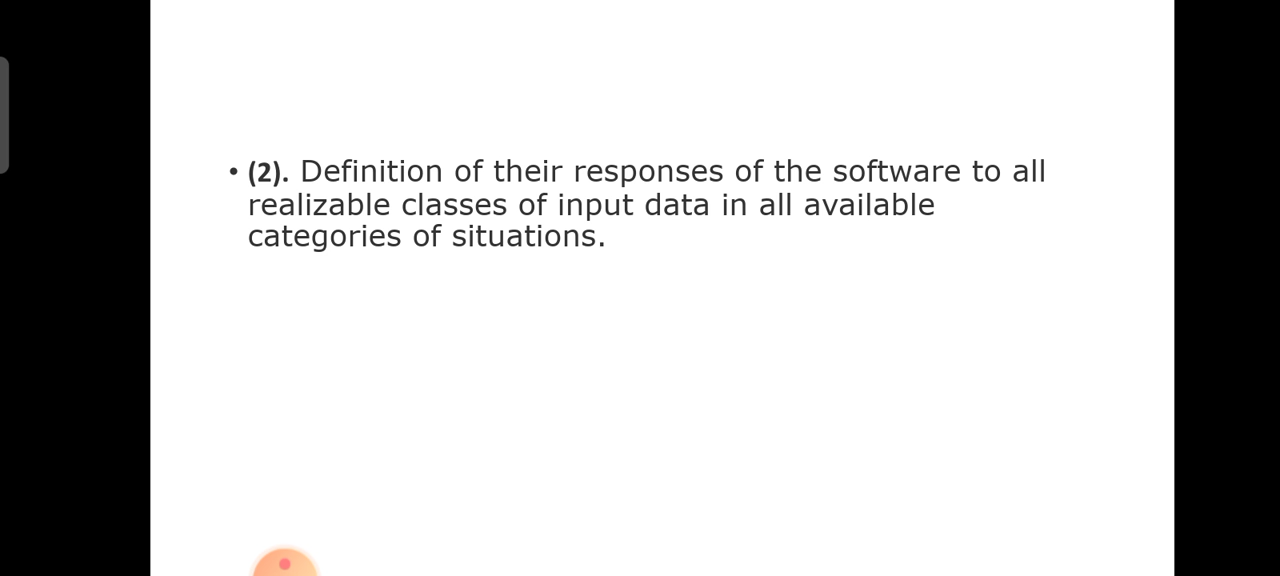 • (2). Definition of their responses of the software to all
realizable classes of input data in all available
categories of situations.